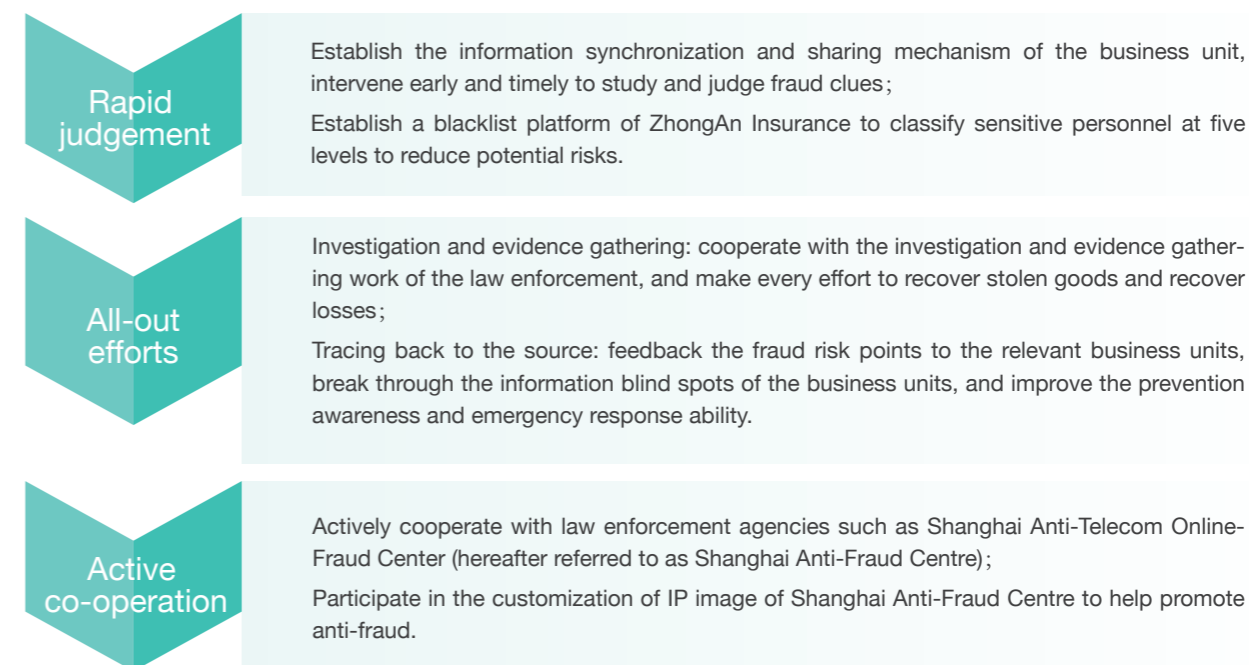 Rapid
judgement
Establish the information synchronization and sharing mechanism of the business unit,
intervene early and timely to study and judge fraud clues;
Establish a blacklist platform of ZhongAn Insurance to classify sensitive personnel at five
levels to reduce potential risks.
All-out
efforts
Investigation and evidence gathering: cooperate with the investigation and evidence gather-
ing work of the law enforcement, and make every effort to recover stolen goods and recover
losses;
Tracing back to the source: feedback the fraud risk points to the relevant business units,
break through the information blind spots of the business units, and improve the prevention
awareness and emergency response ability.
Active
co-operation
Actively cooperate with law enforcement agencies such as Shanghai Anti-Telecom Online-
Fraud Center (hereafter referred to as Shanghai Anti-Fraud Centre);
Participate in the customization of IP image of Shanghai Anti-Fraud Centre to help promote
anti-fraud.